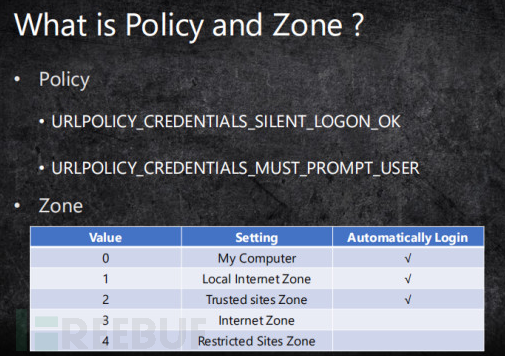 What is Policy and Zone ?
• Policy
• URLPOLICY_CREDENTIALS_SILENT_LOGON_OK
• URLPOLICY_CREDENTIALS_MUST_PROMPT_USER
• Zone
Value Setting Automatically Login
0 My Computer √
1 Local Internet Zone √
2 Trusted sites Zone √
3 Internet Zone
4 Restricted Sites Zone
FREEBUF